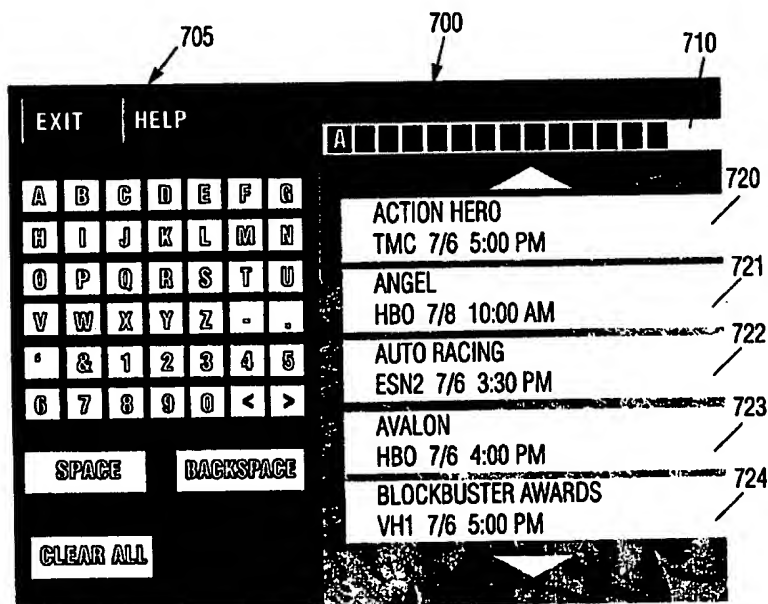 705
700
710
EXIT HELP
A
A B C D E F G
H I J K L M N
O P Q R S T U
V W X Y Z - .
' & 1 2 3 4 5
6 7 8 9 0 < >
SPACE BACKSPACE
CLEAR ALL
720
ACTION HERO
TMC 7/6 5:00 PM
721
ANGEL
HBO 7/8 10:00 AM
722
AUTO RACING
ESN2 7/6 3:30 PM
723
AVALON
HBO 7/6 4:00 PM
724
BLOCKBUSTER AWARDS
VH1 7/6 5:00 PM